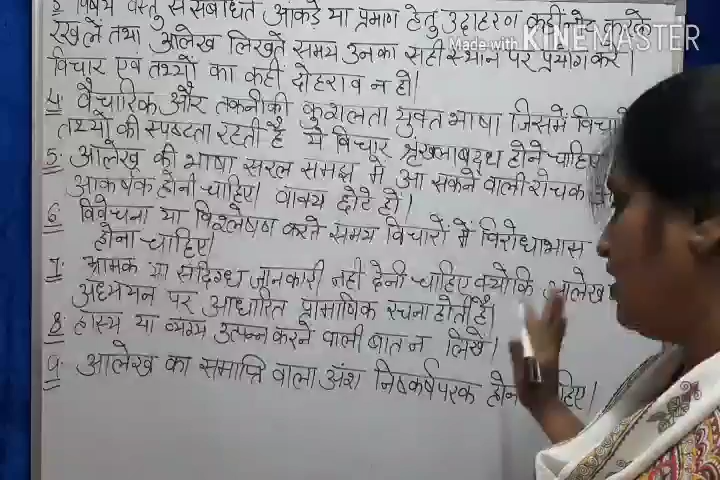 3 विषय वस्तु से संबंधित आंकड़े या प्रमाण हेतु उदाहरण कहीं नोट करके
रख लें तथा आलेख लिखते समय उनका सही स्थान पर प्रयोग करें।
Made with KINEMASTER
विचार एवं तथ्यों का कहीं दोहराव न हो।
4. वैचारिक और तकनीकी कुशलता युक्त भाषा जिसमें
तथ्यों की स्पष्टता रहती है ये विचार श्रृंखलाबद्ध होने चाहिए
5. आलेख की भाषा सरल समझ में आ सकने वाली रोचक
आकर्षक होनी चाहिए। वाक्य छोटे हों।
6 विवेचना या विश्लेषण करते समय विचारों में विरोधाभास
होना चाहिए।
7. भ्रामक या संदिग्ध जानकारी नही देनी चाहिए क्योंकि आलेख
अध्ययन पर आधारित प्रामाणिक रचना होती है।
8. हास्य या व्यंग्य उत्पन्न करने वाली बात न लिखें।
9. आलेख का समाप्ति वाला अंश निष्कर्षपरक